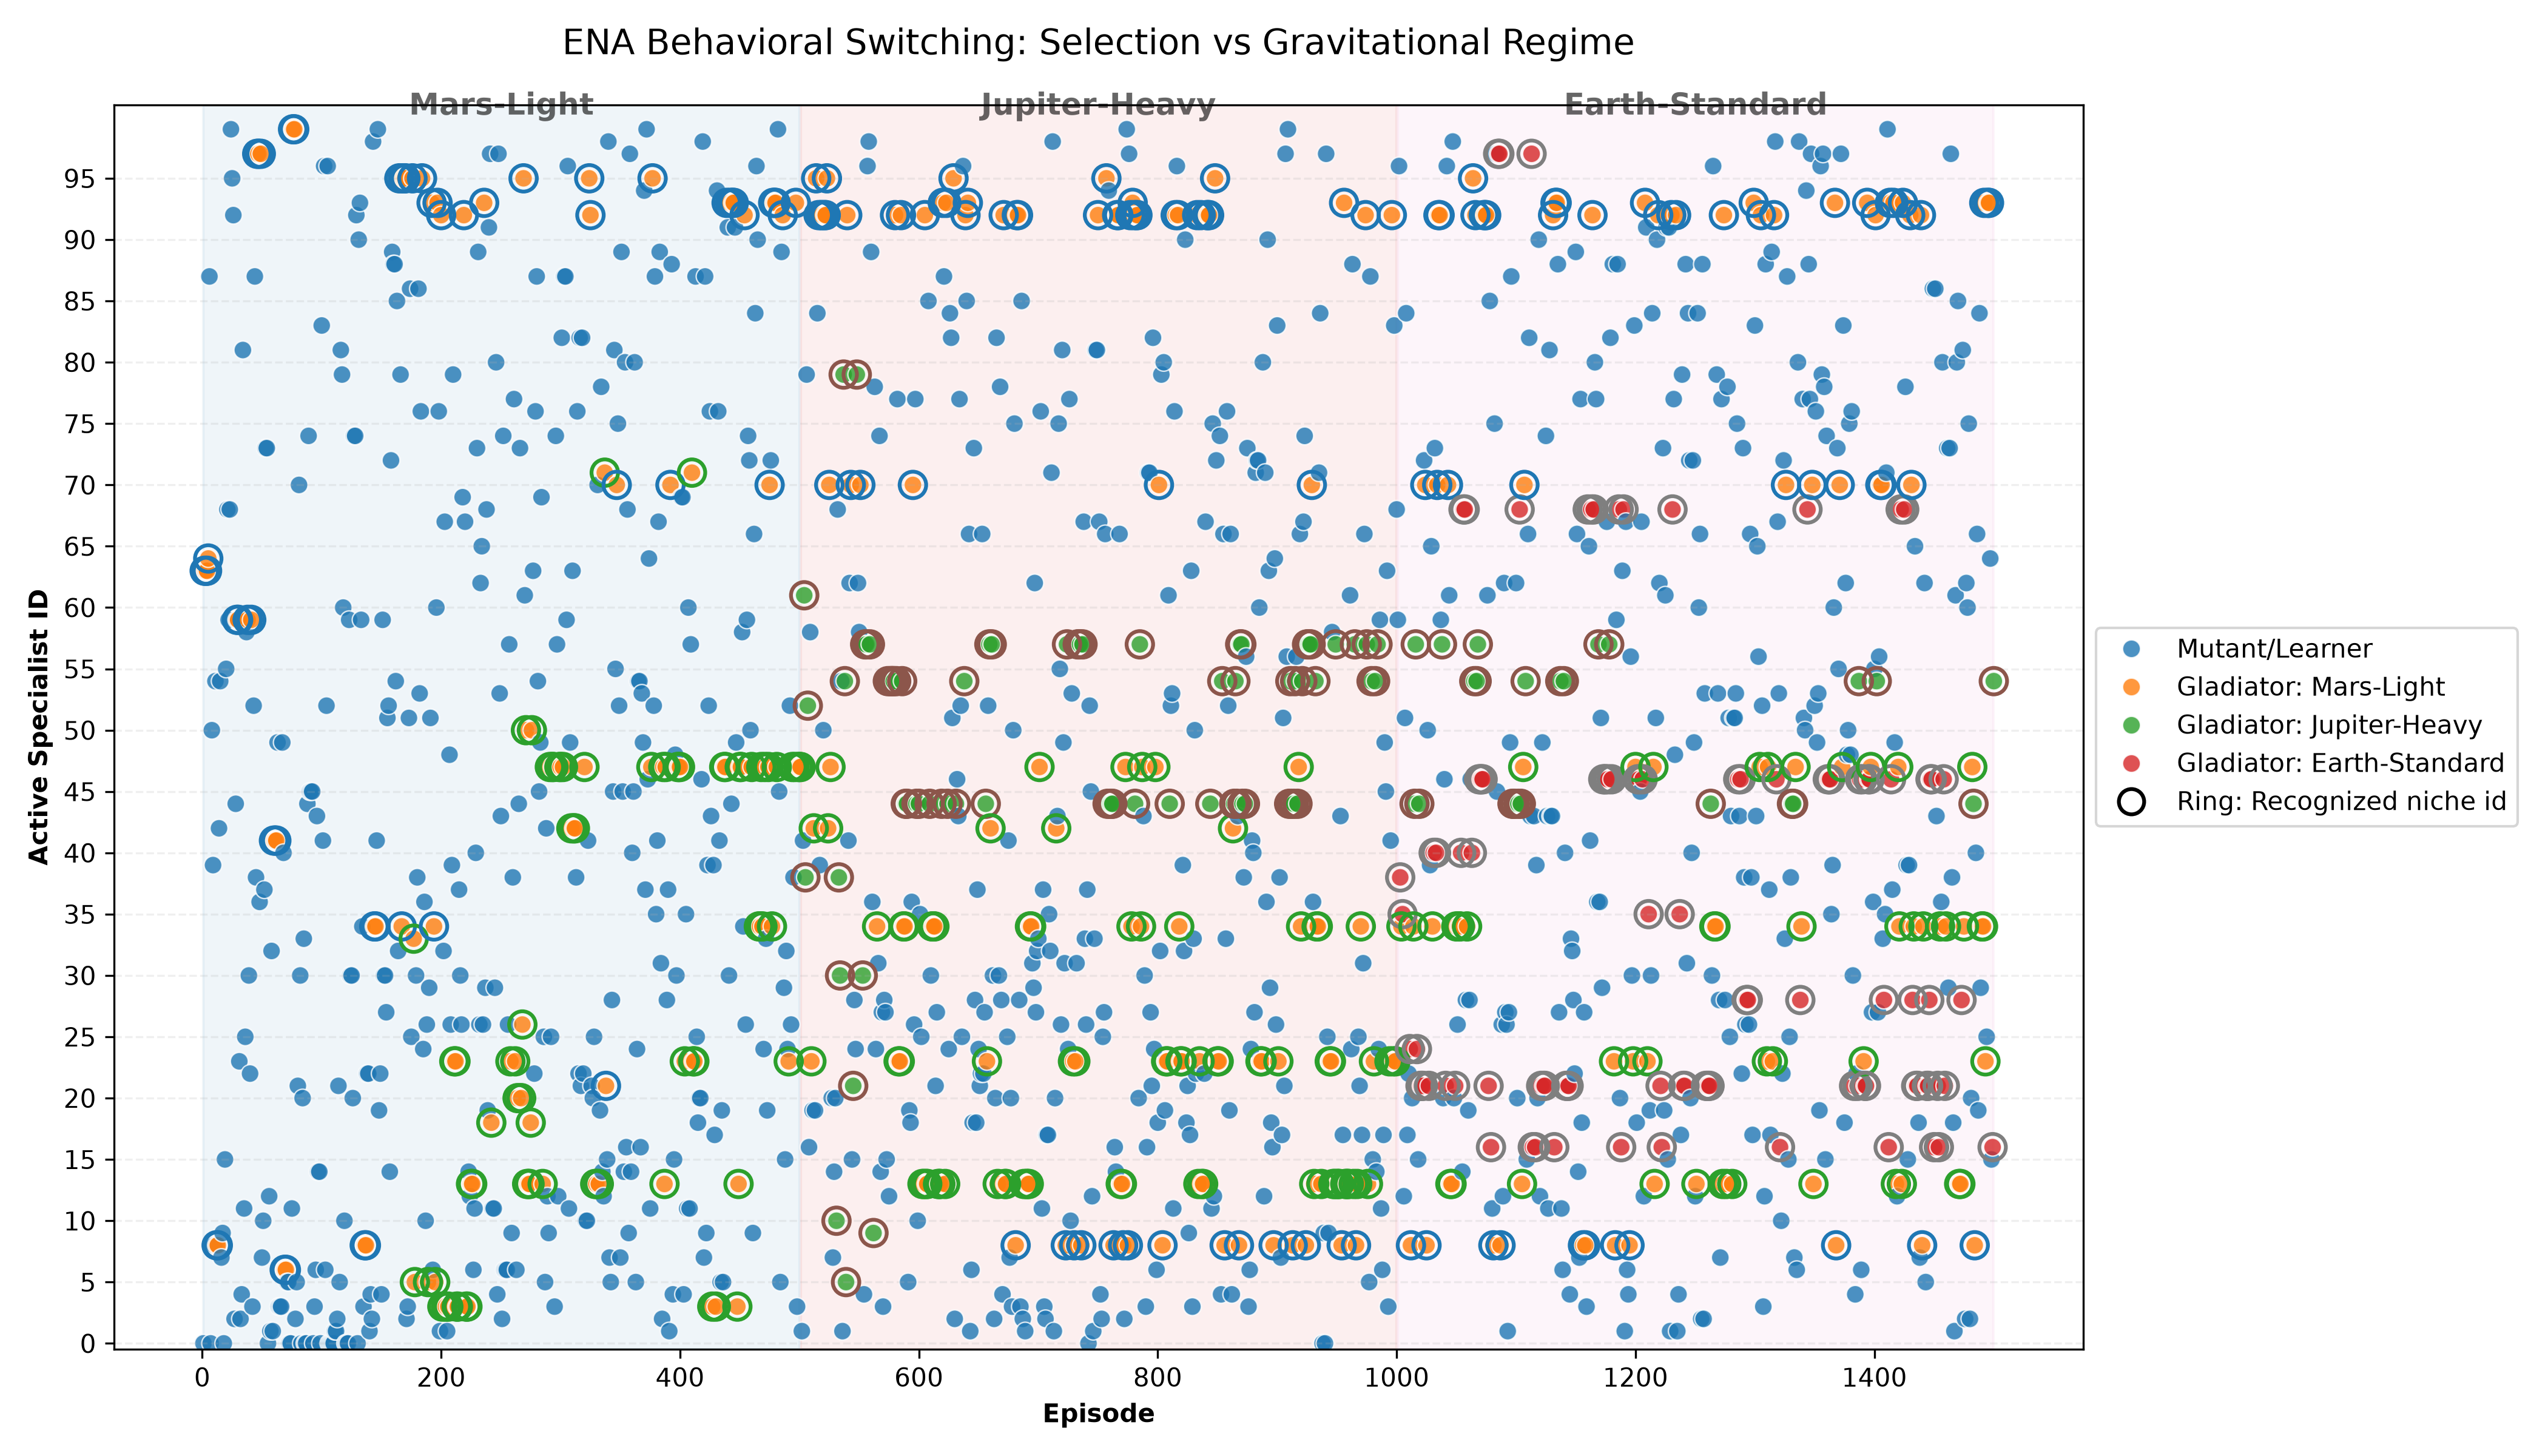 ENA Behavioral Switching: Selection vs Gravitational Regime
Mars-Light
Jupiter-Heavy
Earth-Standard
Active Specialist ID
95
90
85
80
75
70
65
60
55
50
45
40
35
30
25
20
15
10
5
0
0
200
400
600
800
1000
1200
1400
Episode
Mutant/Learner
Gladiator: Mars-Light
Gladiator: Jupiter-Heavy
Gladiator: Earth-Standard
Ring: Recognized niche id